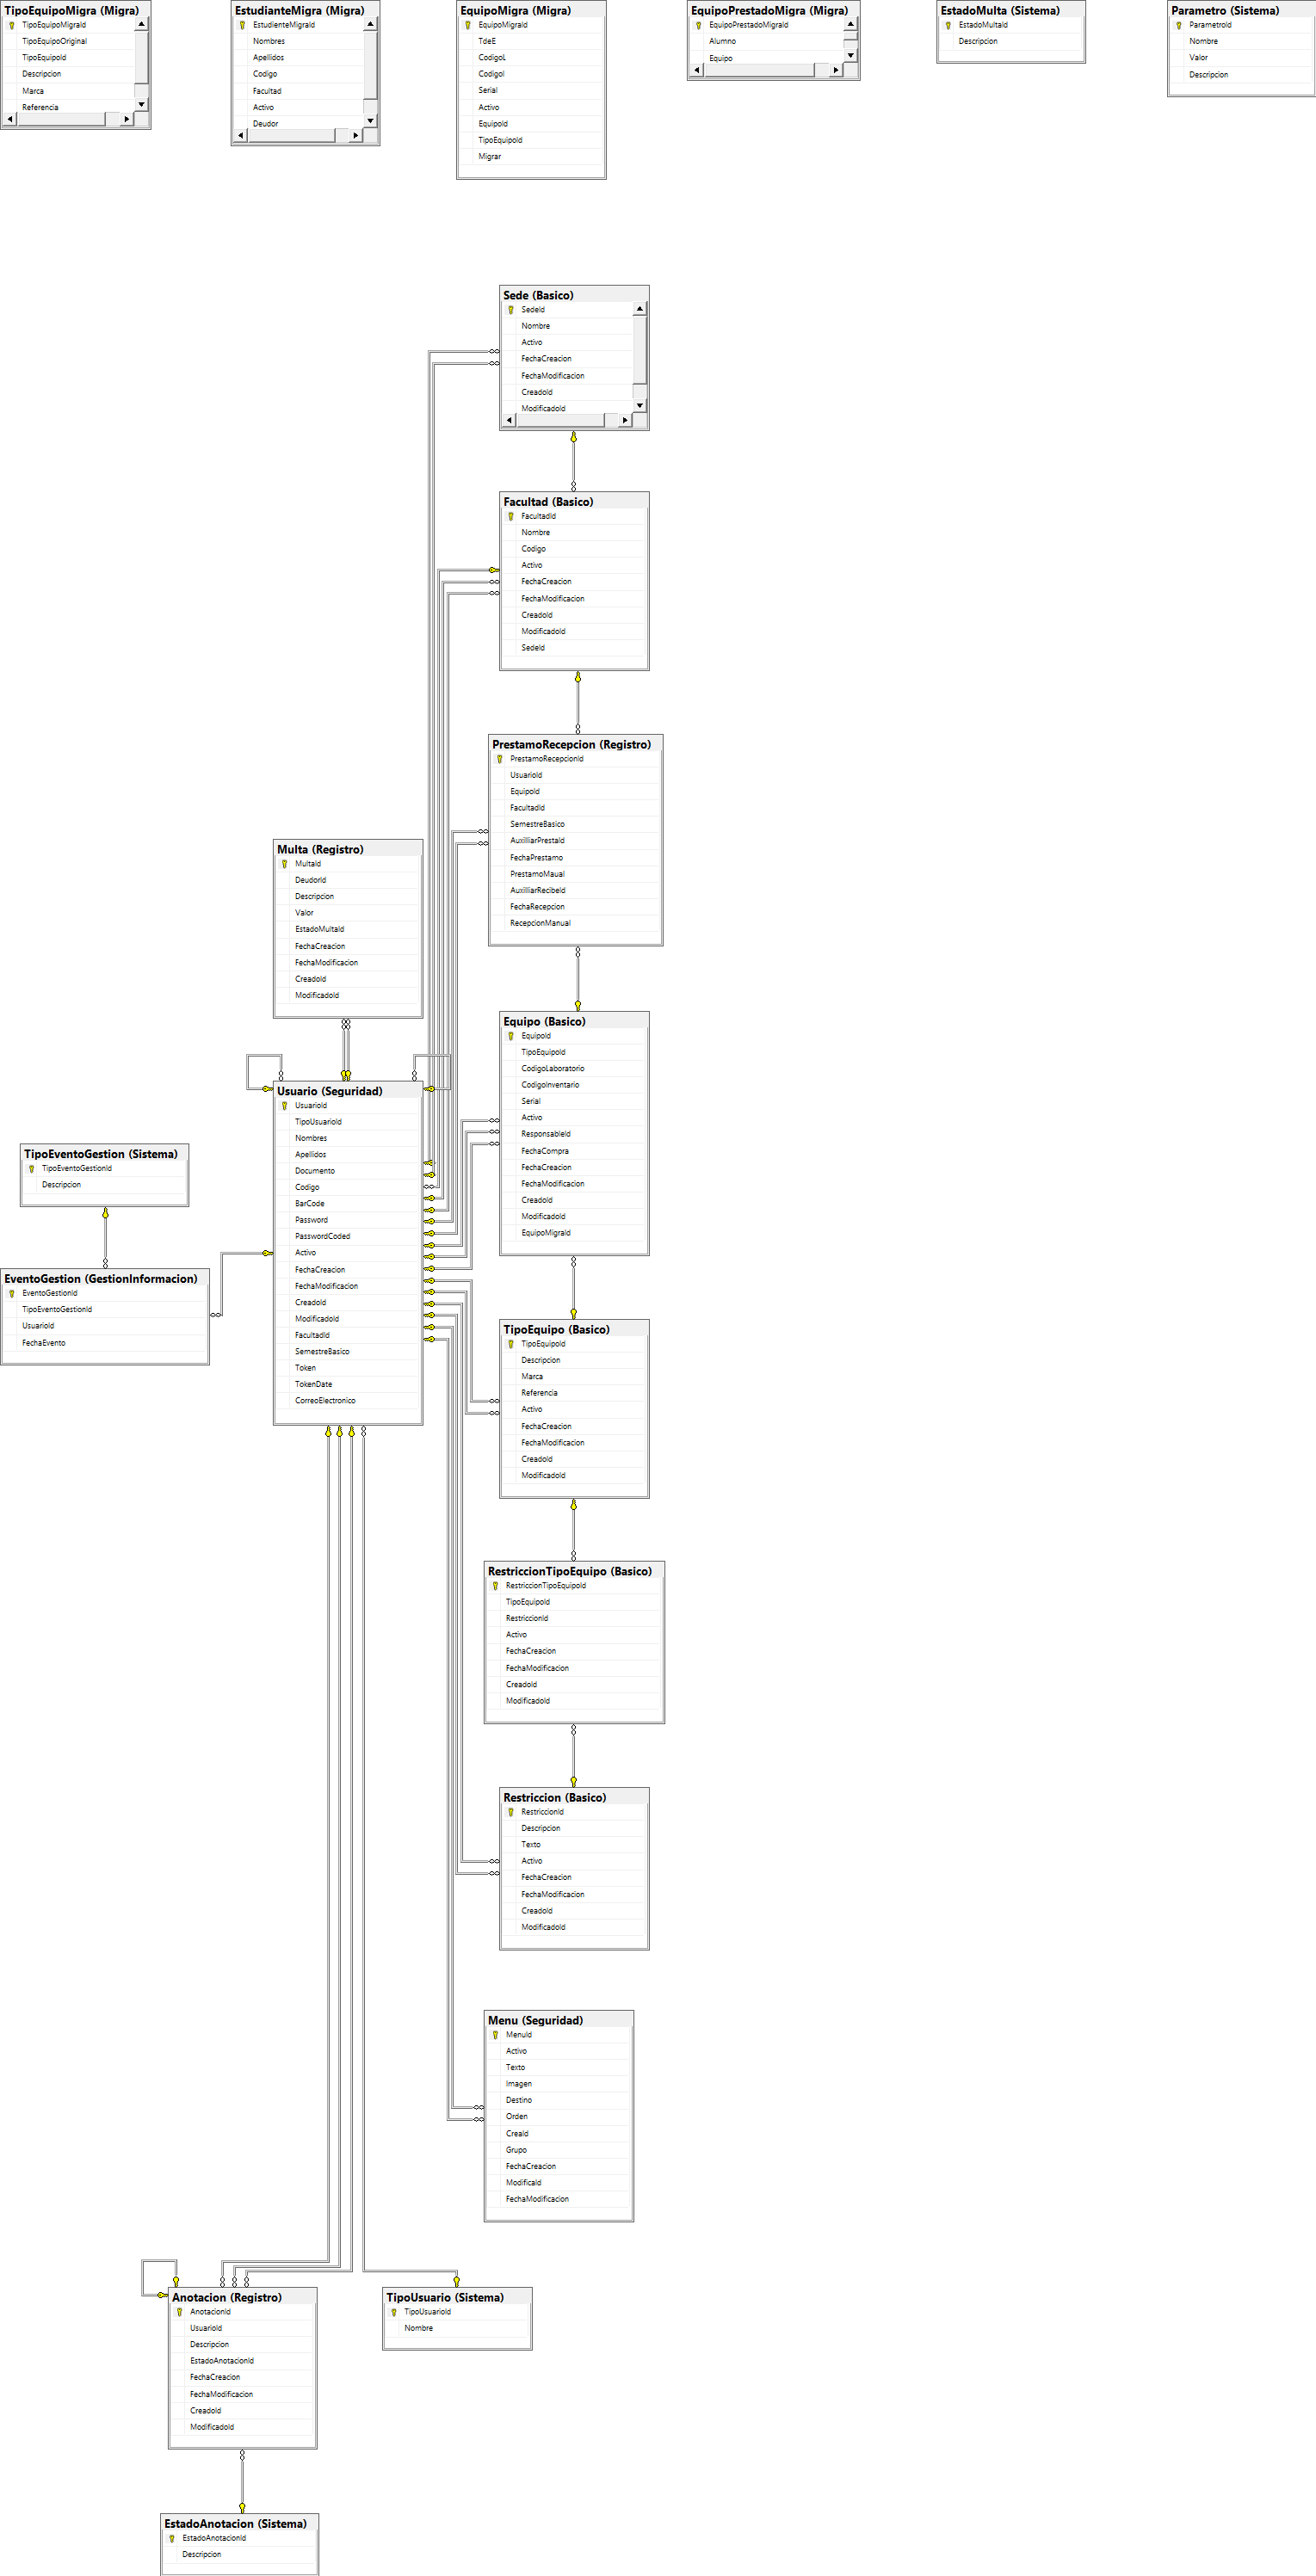 TipoEquipoMigra (Migra)
TipoEquipoMigraId
TipoEquipoOriginal
TipoEquipoId
Descripcion
Marca
Referencia
EstudianteMigra (Migra)
EstudianteMigraId
Nombres
Apellidos
Codigo
Facultad
Activo
Deudor
EquipoMigra (Migra)
EquipoMigraId
TdeE
CodigoL
CodigoI
Serial
Activo
EquipoId
TipoEquipoId
Migrar
EquipoPrestadoMigra (Migra)
EquipoPrestadoMigraId
Alumno
Equipo
EstadoMulta (Sistema)
EstadoMultaId
Descripcion
Parametro (Sistema)
ParametroId
Nombre
Valor
Descripcion
Sede (Basico)
SedeId
Nombre
Activo
FechaCreacion
FechaModificacion
CreadoId
ModificadoId
Facultad (Basico)
FacultadId
Nombre
Codigo
Activo
FechaCreacion
FechaModificacion
CreadoId
ModificadoId
SedeId
PrestamoRecepcion (Registro)
PrestamoRecepcionId
UsuarioId
EquipoId
FacultadId
SemestreBasico
AuxilliarPrestaId
FechaPrestamo
PrestamoMaual
AuxilliarRecibeId
FechaRecepcion
RecepcionManual
Multa (Registro)
MultaId
DeudorId
Descripcion
Valor
EstadoMultaId
FechaCreacion
FechaModificacion
CreadoId
ModificadoId
Equipo (Basico)
EquipoId
TipoEquipoId
CodigoLaboratorio
CodigoInventario
Serial
Activo
ResponsableId
FechaCompra
FechaCreacion
FechaModificacion
CreadoId
ModificadoId
EquipoMigraId
Usuario (Seguridad)
UsuarioId
TipoUsuarioId
Nombres
Apellidos
Documento
Codigo
BarCode
Password
PasswordCoded
Activo
FechaCreacion
FechaModificacion
CreadoId
ModificadoId
FacultadId
SemestreBasico
Token
TokenDate
CorreoElectronico
TipoEventoGestion (Sistema)
TipoEventoGestionId
Descripcion
EventoGestion (GestionInformacion)
EventoGestionId
TipoEventoGestionId
UsuarioId
FechaEvento
TipoEquipo (Basico)
TipoEquipoId
Descripcion
Marca
Referencia
Activo
FechaCreacion
FechaModificacion
CreadoId
ModificadoId
RestriccionTipoEquipo (Basico)
RestriccionTipoEquipoId
TipoEquipoId
RestriccionId
Activo
FechaCreacion
FechaModificacion
CreadoId
ModificadoId
Restriccion (Basico)
RestriccionId
Descripcion
Texto
Activo
FechaCreacion
FechaModificacion
CreadoId
ModificadoId
Menu (Seguridad)
MenuId
Activo
Texto
Imagen
Destino
Orden
CreaId
Grupo
FechaCreacion
ModificaId
FechaModificacion
Anotacion (Registro)
AnotacionId
UsuarioId
Descripcion
EstadoAnotacionId
FechaCreacion
FechaModificacion
CreadoId
ModificadoId
TipoUsuario (Sistema)
TipoUsuarioId
Nombre
EstadoAnotacion (Sistema)
EstadoAnotacionId
Descripcion